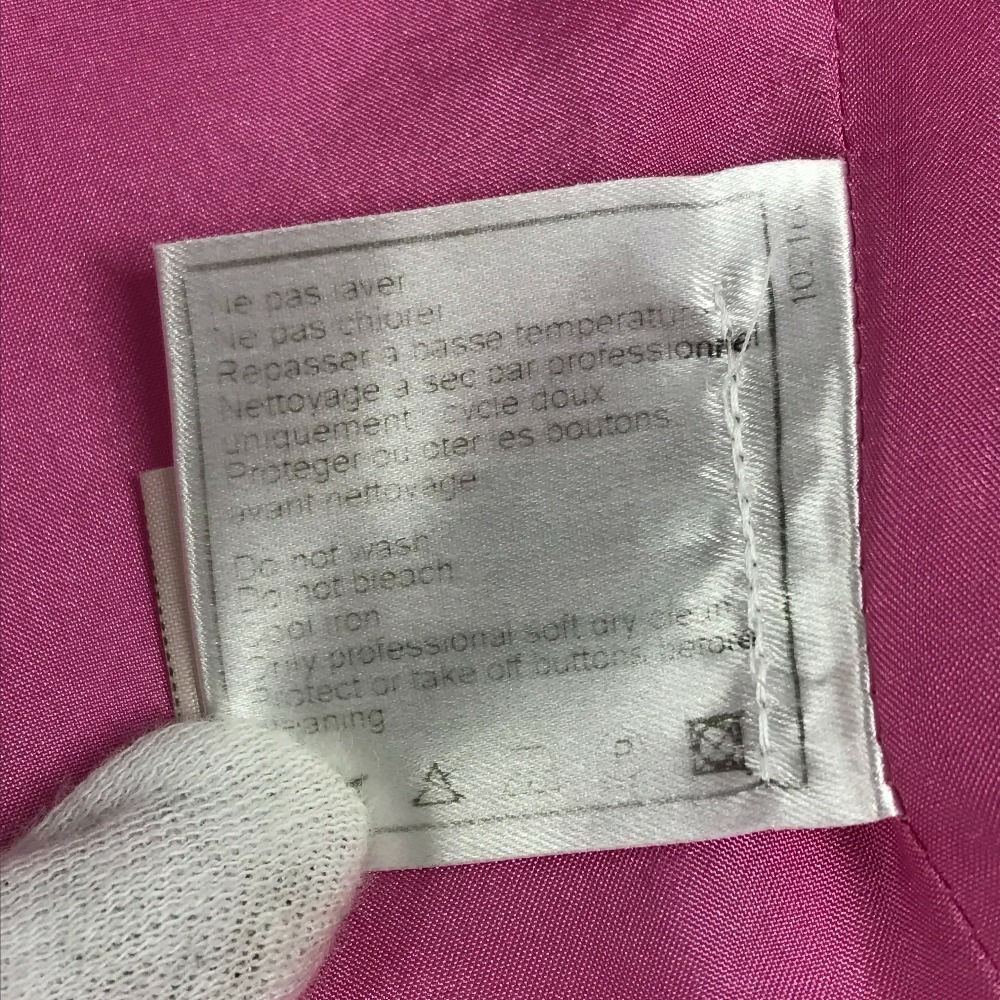 Ne pas laver
Ne pas chlorer
Repasser à basse température
Nettoyage à sec par professionnel
uniquement cycle doux
Protéger ou ôter les boutons
avant nettoyage
Do not wash
Do not bleach
Cool iron
Only professional soft dry clean
Protect or take off buttons before
cleaning
P